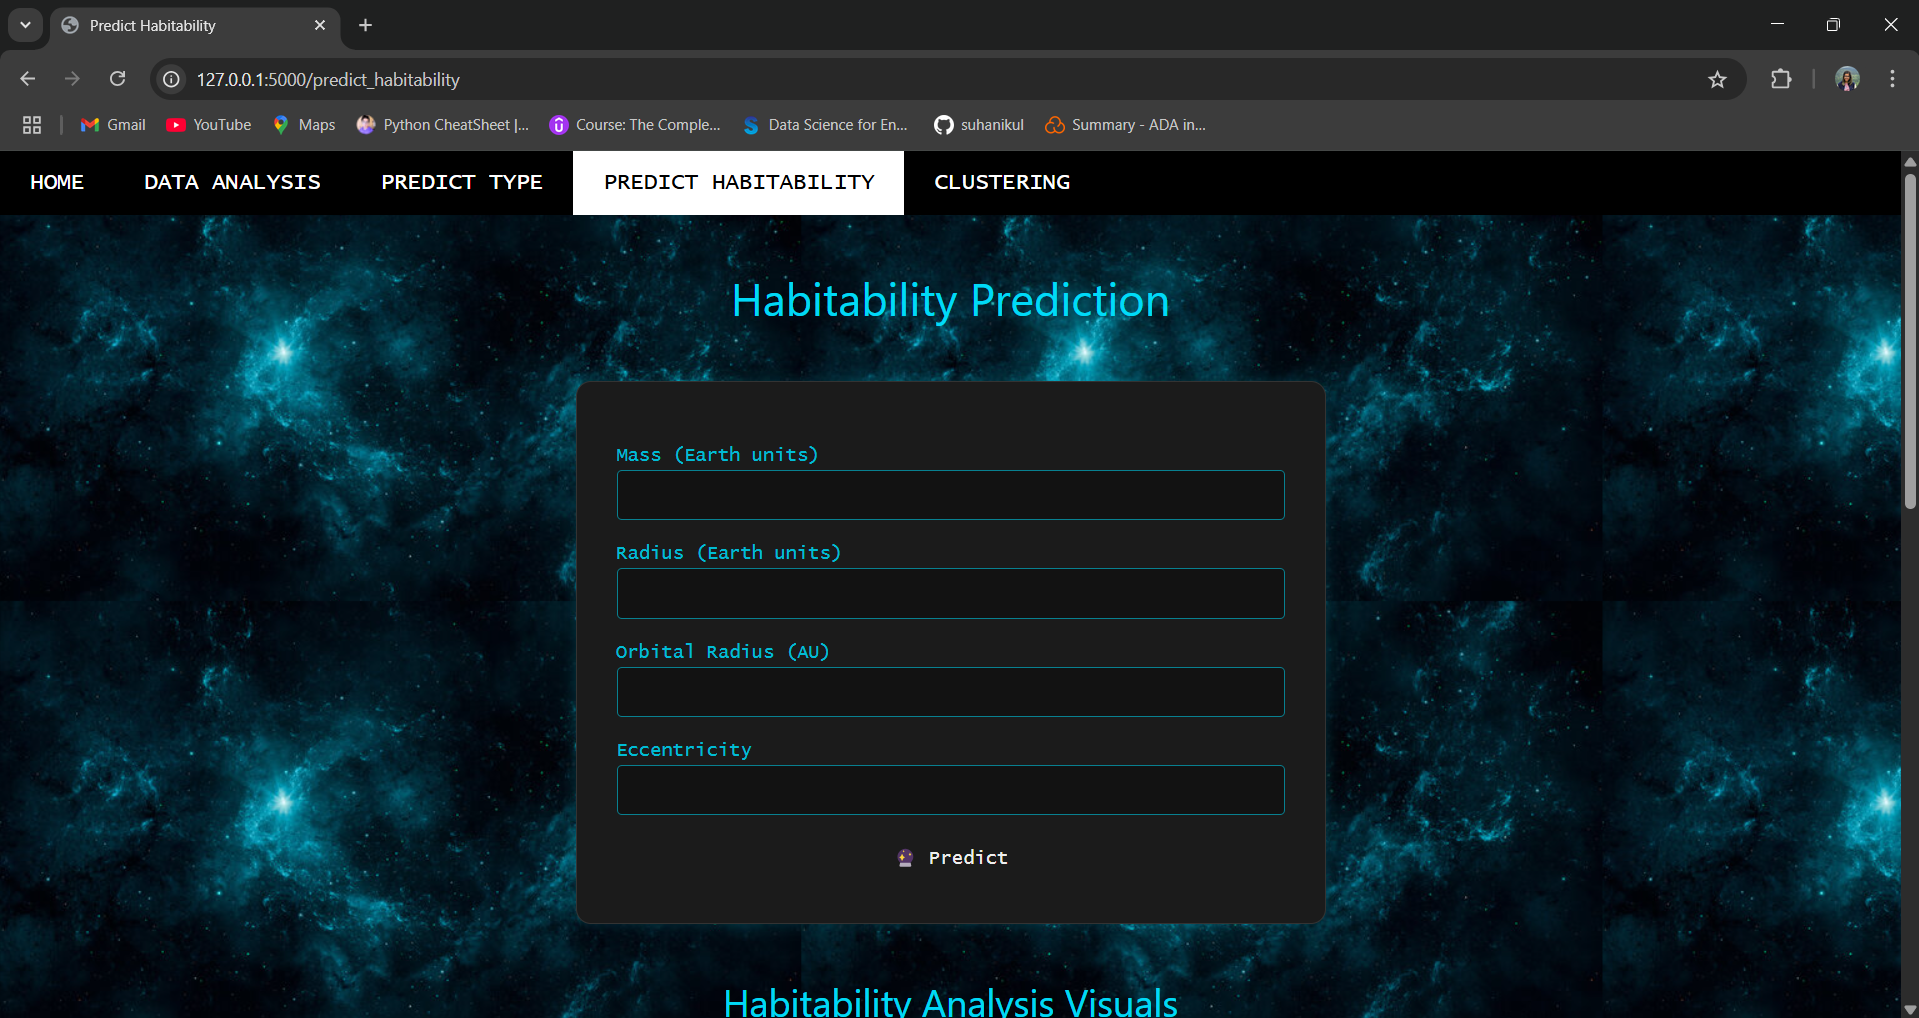 Predict Habitability
127.0.0.1:5000/predict_habitability
Gmail YouTube Maps Python CheatSheet |... Course: The Comple... Data Science for En... suhanikul Summary - ADA in...
HOME DATA ANALYSIS PREDICT TYPE PREDICT HABITABILITY CLUSTERING
Habitability Prediction
Mass (Earth units)
Radius (Earth units)
Orbital Radius (AU)
Eccentricity
🔮 Predict
Habitability Analysis Visuals